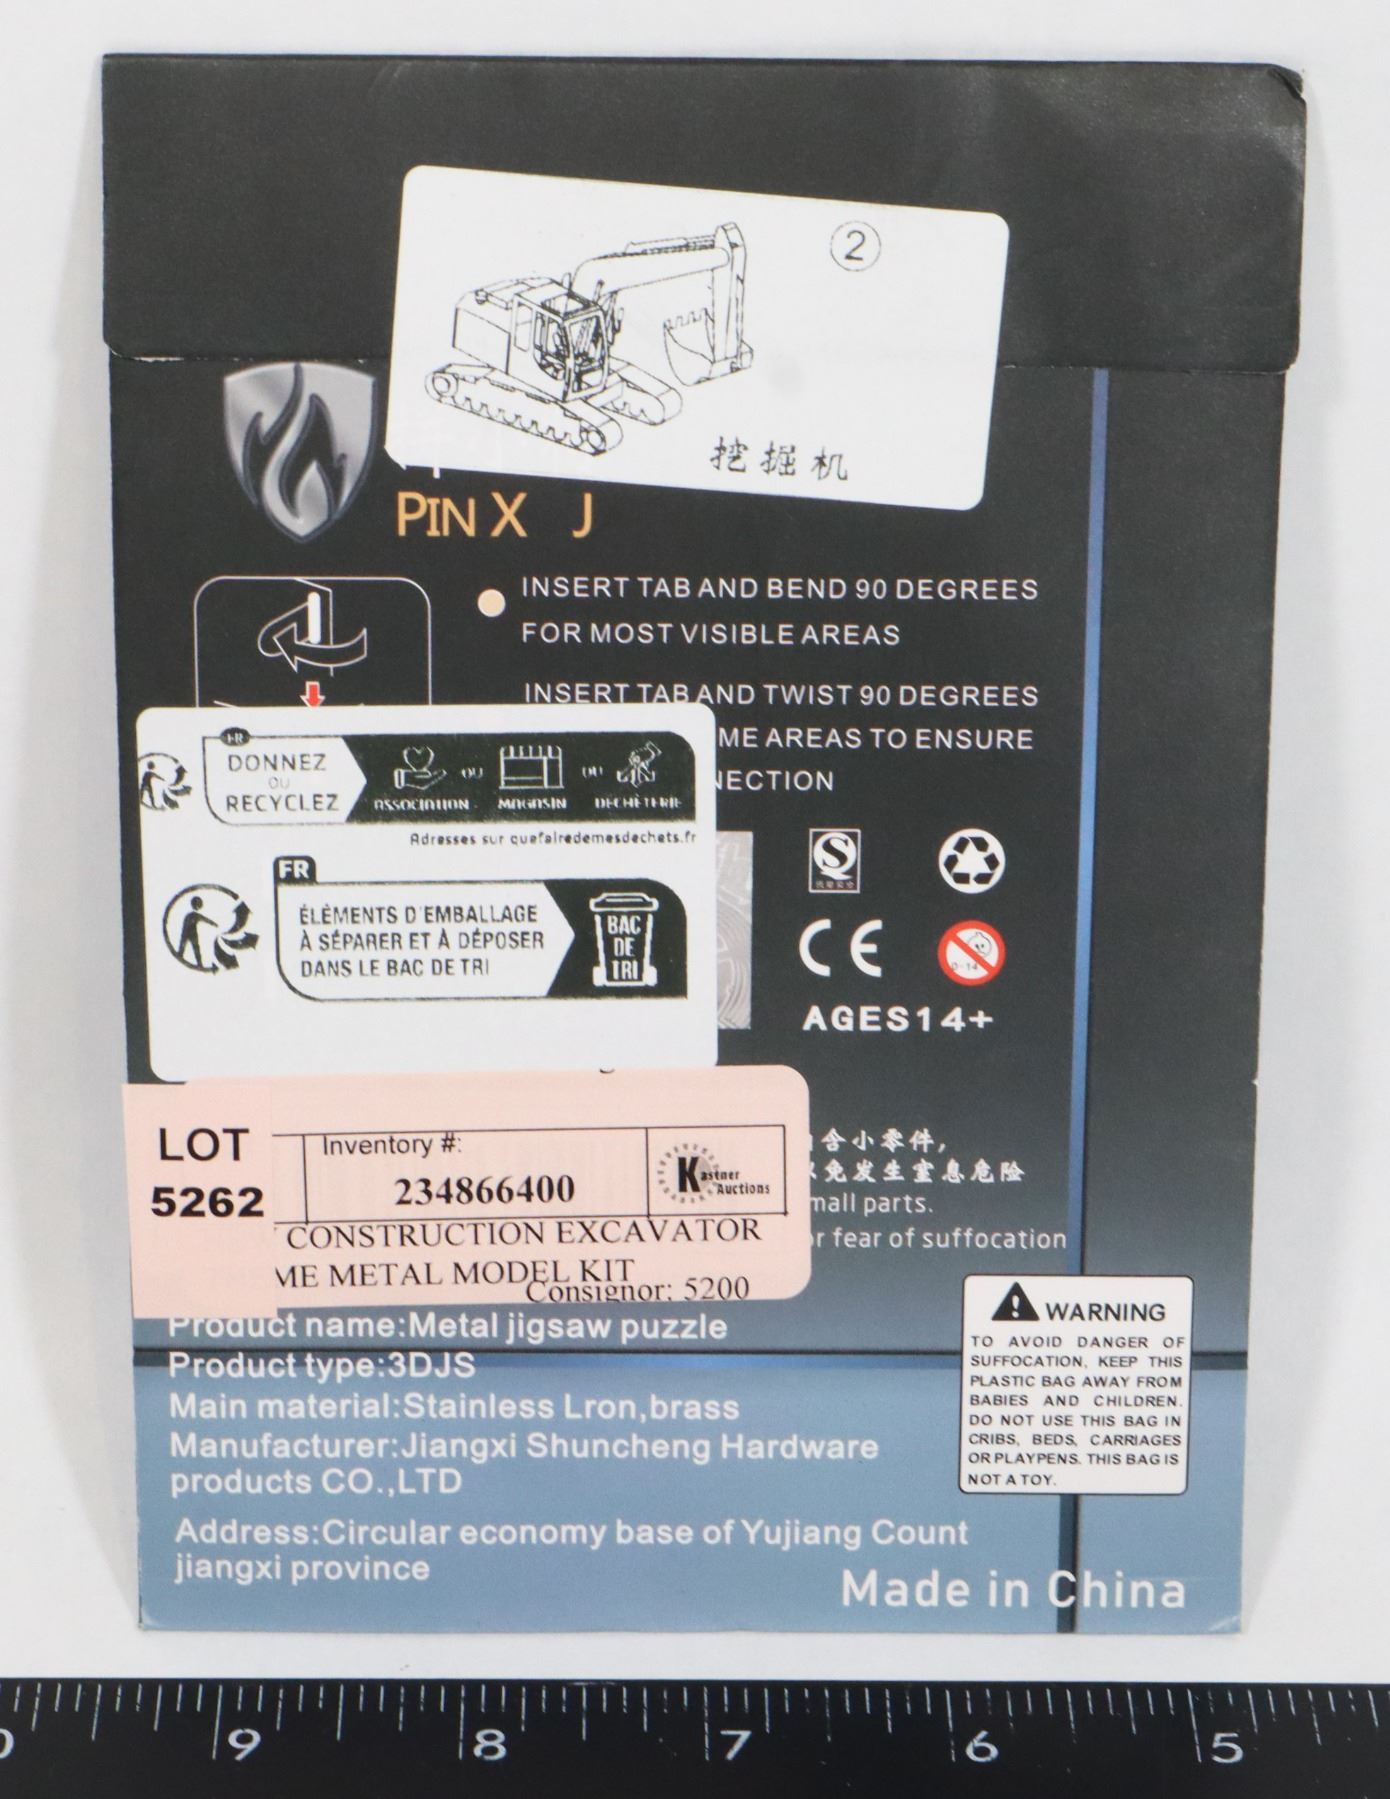 2
挖掘机
PIN X J
INSERT TAB AND BEND 90 DEGREES
FOR MOST VISIBLE AREAS
INSERT TAB AND TWIST 90 DEGREES
ME AREAS TO ENSURE
NECTION
FR
DONNEZ
OU
RECYCLEZ
ASSOCIATION
OU
MAGASIN
OU
DÉCHÈTERIE
Adresses sur quefairedemesdechets.fr
FR
ÉLÉMENTS D'EMBALLAGE
À SÉPARER ET À DÉPOSER
DANS LE BAC DE TRI
BAC
DE
TRI
CE
0-14
AGES14+
LOT
5262
Inventory #:
234866400
Kastner
Auctions
CONSTRUCTION EXCAVATOR
ME METAL MODEL KIT
Consignor: 5200
含小零件,
免发生窒息危险
mall parts.
r fear of suffocation
Product name:Metal jigsaw puzzle
Product type:3DJS
Main material:Stainless Lron,brass
Manufacturer:Jiangxi Shuncheng Hardware
products CO.,LTD
Address:Circular economy base of Yujiang Count
jiangxi province
WARNING
TO AVOID DANGER OF
SUFFOCATION, KEEP THIS
PLASTIC BAG AWAY FROM
BABIES AND CHILDREN.
DO NOT USE THIS BAG IN
CRIBS, BEDS, CARRIAGES
OR PLAYPENS. THIS BAG IS
NOT A TOY.
Made in China
9 8 7 6 5